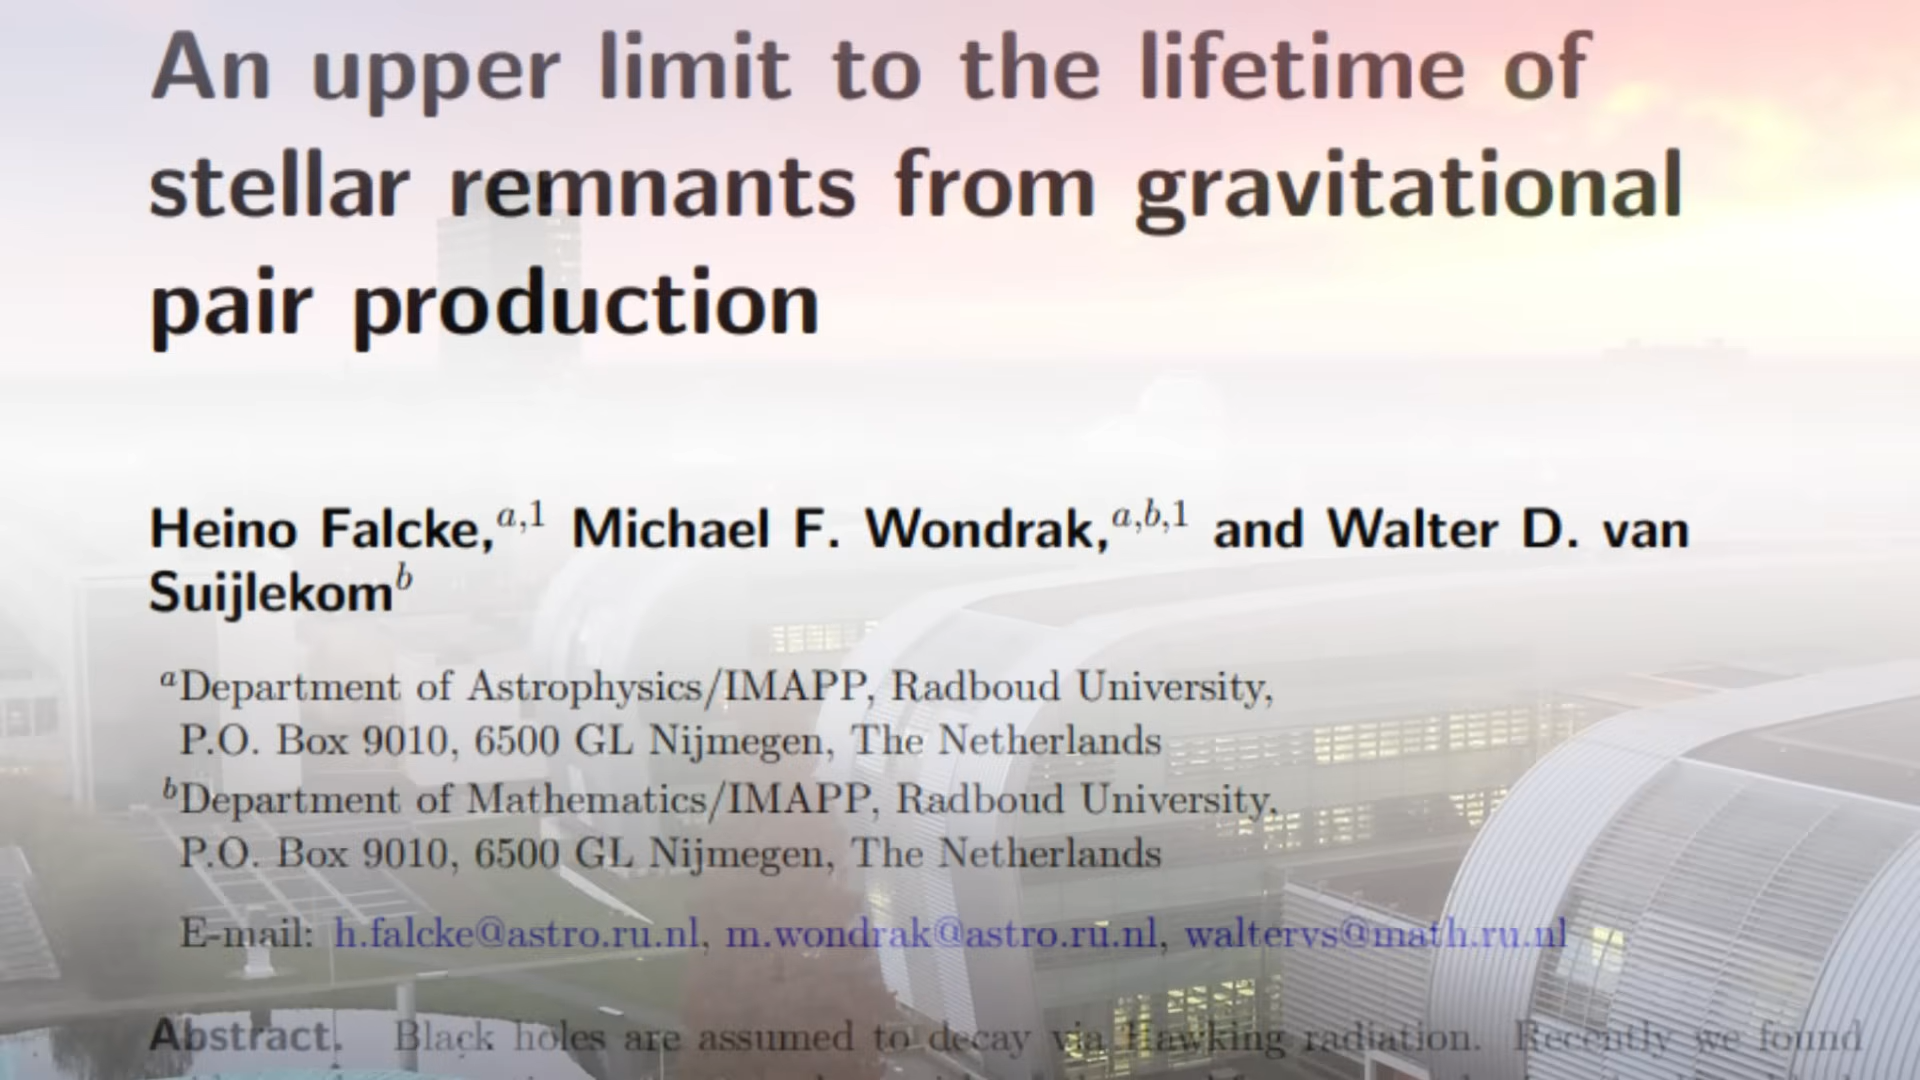 An upper limit to the lifetime of
stellar remnants from gravitational
pair production
Heino Falcke,a,1 Michael F. Wondrak,a,b,1 and Walter D. van
Suijlekomb
aDepartment of Astrophysics/IMAPP, Radboud University,
P.O. Box 9010, 6500 GL Nijmegen, The Netherlands
bDepartment of Mathematics/IMAPP, Radboud University,
P.O. Box 9010, 6500 GL Nijmegen, The Netherlands
E-mail: h.falcke@astro.ru.nl, m.wondrak@astro.ru.nl, waltervs@math.ru.nl
Abstract. Black holes are assumed to decay via Hawking radiation. Recently we found